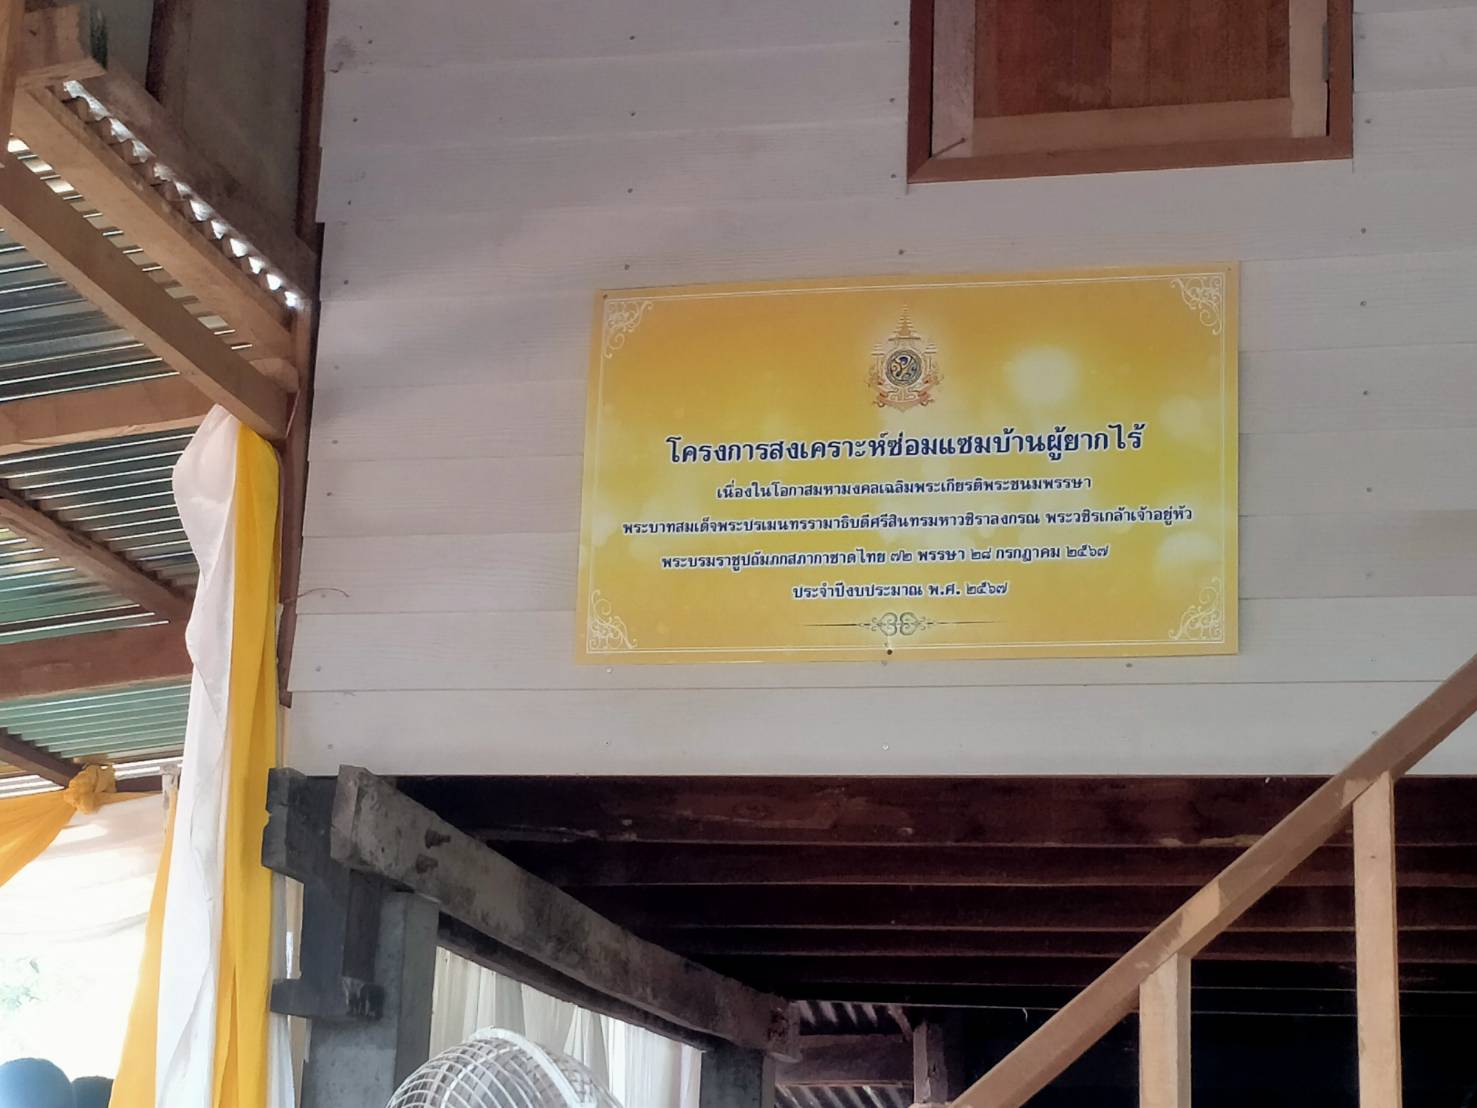 โครงการสงเคราะห์ซ่อมแซมบ้านผู้ยากไร้
เนื่องในโอกาสมหามงคลเฉลิมพระเกียรติพระชนมพรรษา
พระบาทสมเด็จพระปรเมนทรรามาธิบดีศรีสินทรมหาวชิราลงกรณ พระวชิรเกล้าเจ้าอยู่หัว
พระบรมราชูปถัมภกสภากาชาดไทย ๗๒ พรรษา ๒๘ กรกฎาคม ๒๕๖๗
ประจำปีงบประมาณ พ.ศ. ๒๕๖๗